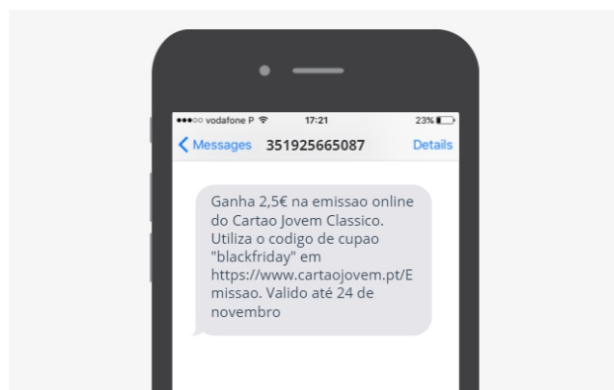 ●●●○○ vodafone P 17:21 23%
Messages 351925665087 Details
Ganha 2,5€ na emissao online
do Cartao Jovem Classico.
Utiliza o codigo de cupao
"blackfriday" em
https://www.cartaojovem.pt/E
missao. Valido até 24 de
novembro